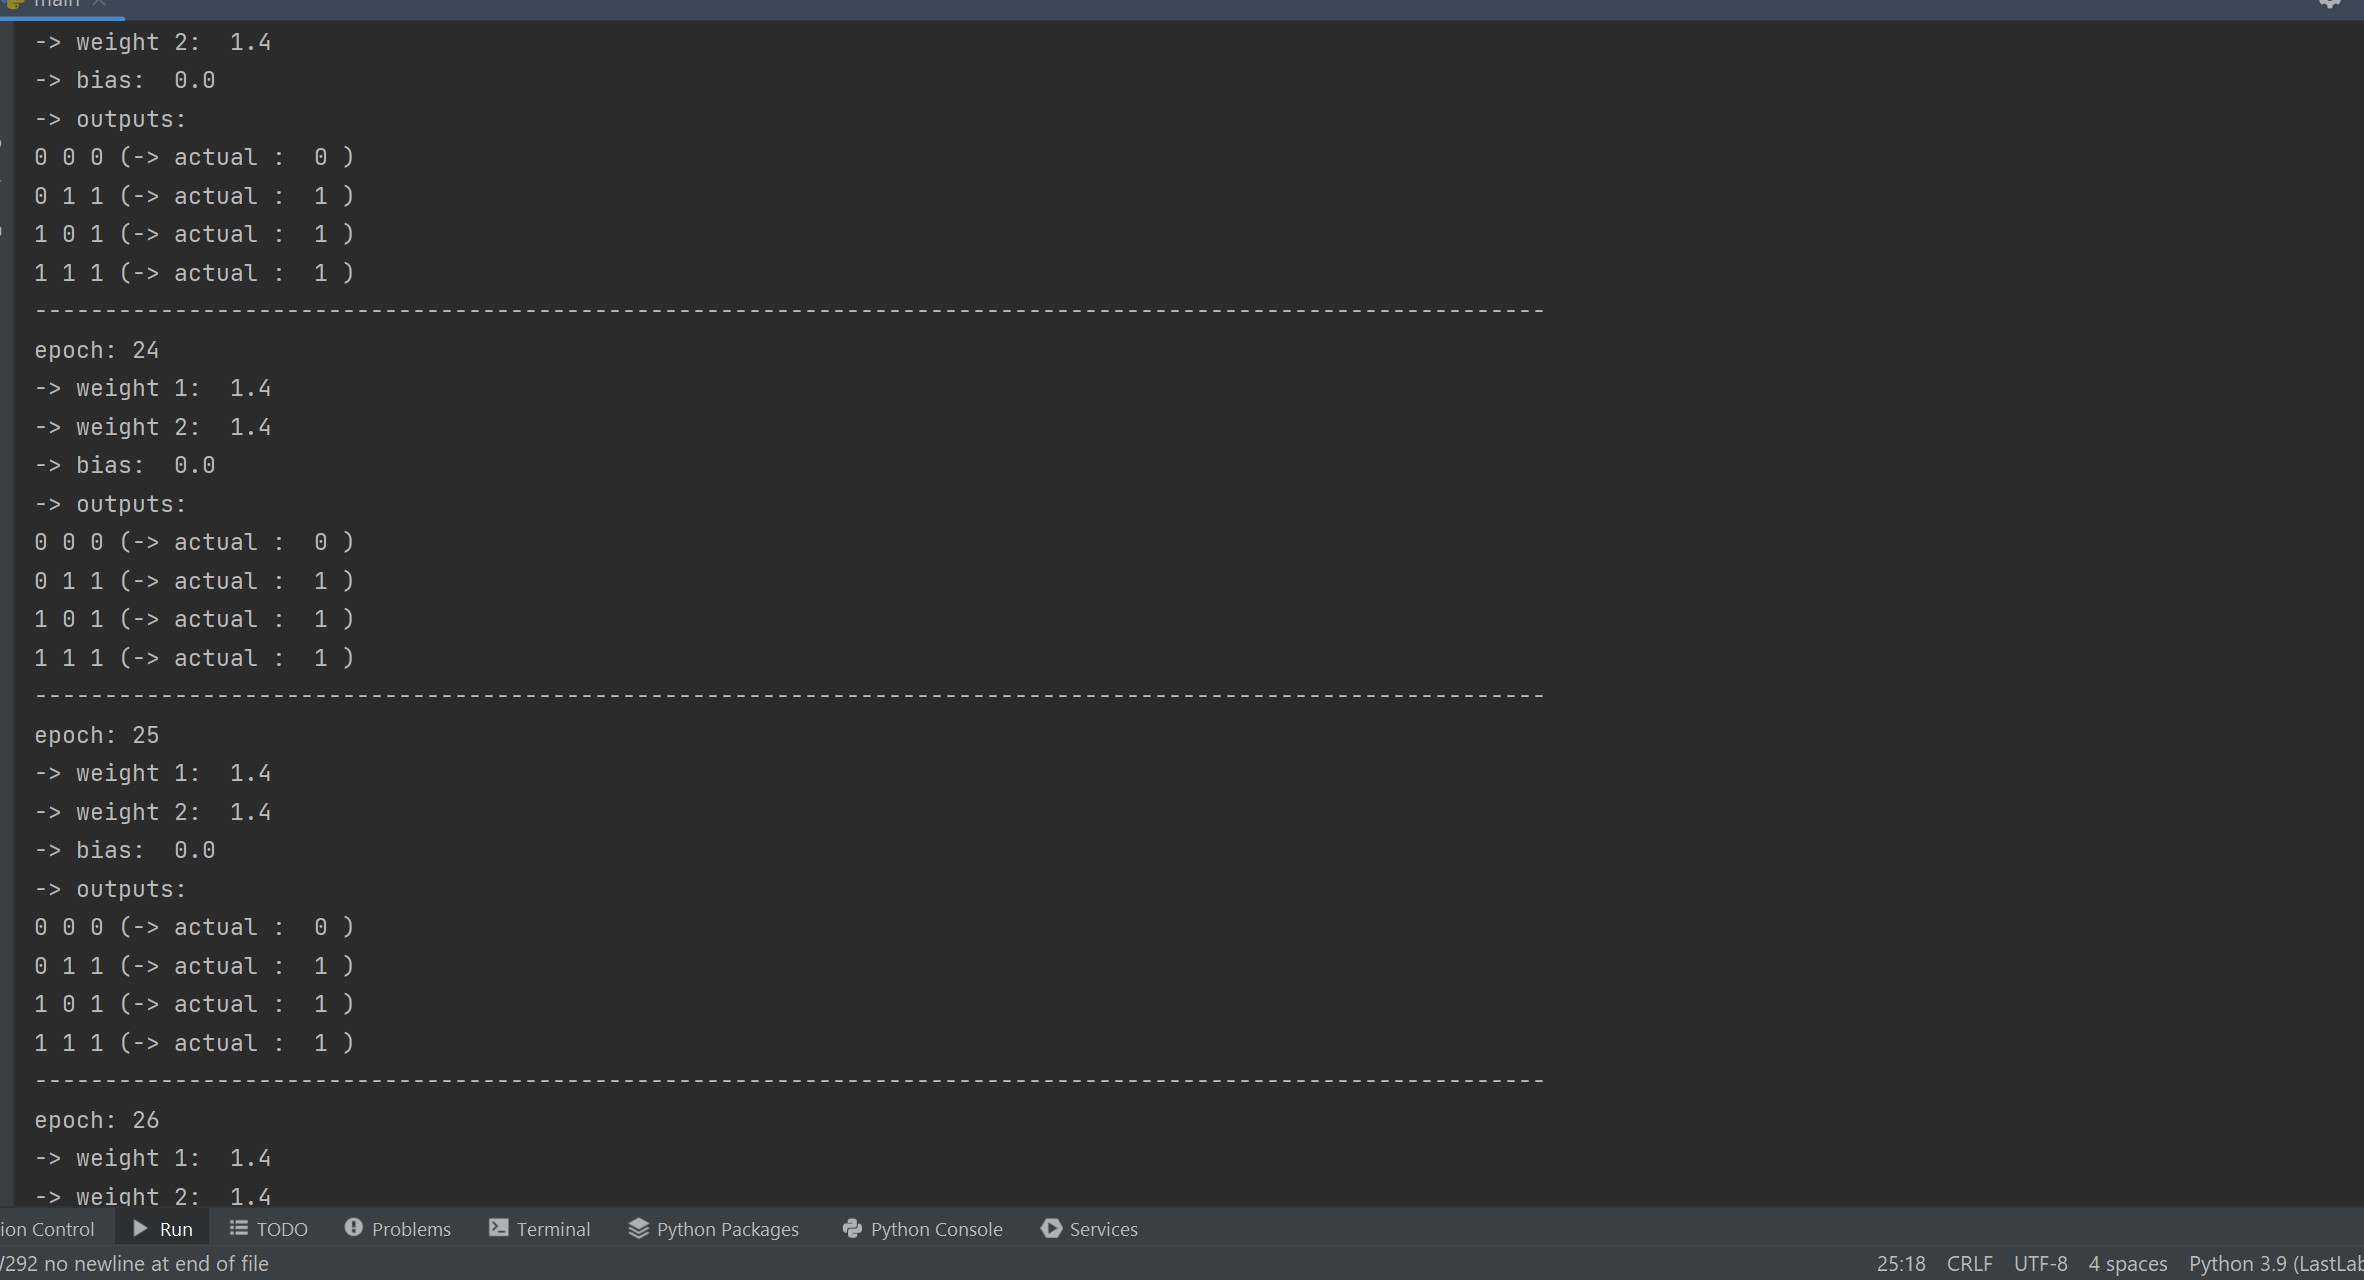 main
-> weight 2:  1.4
-> bias:  0.0
-> outputs:
0 0 0 (-> actual :  0 )
0 1 1 (-> actual :  1 )
1 0 1 (-> actual :  1 )
1 1 1 (-> actual :  1 )
------------------------------------------------------------------------------------------------------------
epoch: 24
-> weight 1:  1.4
-> weight 2:  1.4
-> bias:  0.0
-> outputs:
0 0 0 (-> actual :  0 )
0 1 1 (-> actual :  1 )
1 0 1 (-> actual :  1 )
1 1 1 (-> actual :  1 )
------------------------------------------------------------------------------------------------------------
epoch: 25
-> weight 1:  1.4
-> weight 2:  1.4
-> bias:  0.0
-> outputs:
0 0 0 (-> actual :  0 )
0 1 1 (-> actual :  1 )
1 0 1 (-> actual :  1 )
1 1 1 (-> actual :  1 )
------------------------------------------------------------------------------------------------------------
epoch: 26
-> weight 1:  1.4
-> weight 2:  1.4
ion Control Run TODO Problems Terminal Python Packages Python Console Services
292 no newline at end of file 25:18 CRLF UTF-8 4 spaces Python 3.9 (LastLab